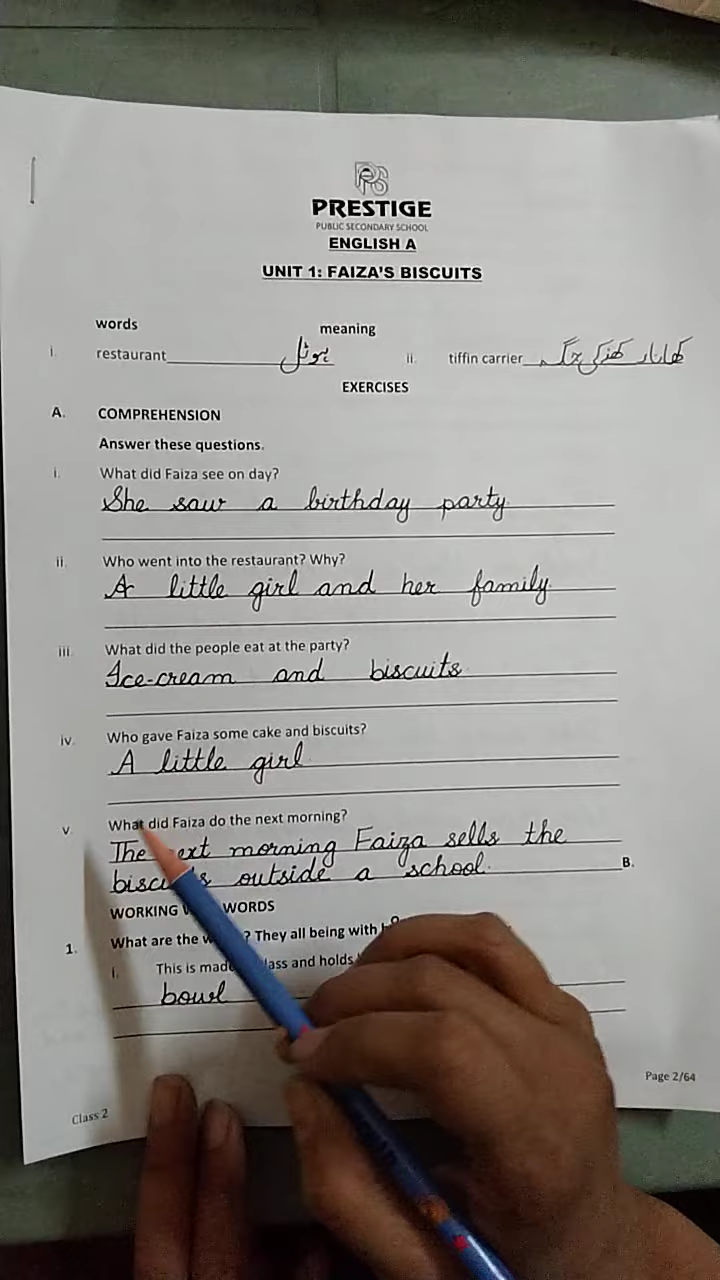 PRESTIGE
PUBLIC SECONDARY SCHOOL
ENGLISH A
UNIT 1: FAIZA'S BISCUITS
words meaning
i. restaurant ہوٹل ii. tiffin carrier کھانا رکھنے کی جگہ
EXERCISES
A. COMPREHENSION
Answer these questions.
i. What did Faiza see on day?
She saw a birthday party
ii. Who went into the restaurant? Why?
A little girl and her family
iii. What did the people eat at the party?
Ice-cream and biscuits
iv. Who gave Faiza some cake and biscuits?
A little girl
v. What did Faiza do the next morning?
The next morning Faiza sells the
biscuits outside a school. B.
WORKING WORDS
1. What are the ? They all being with
i. This is made and holds
bowl
Class 2 Page 2/64